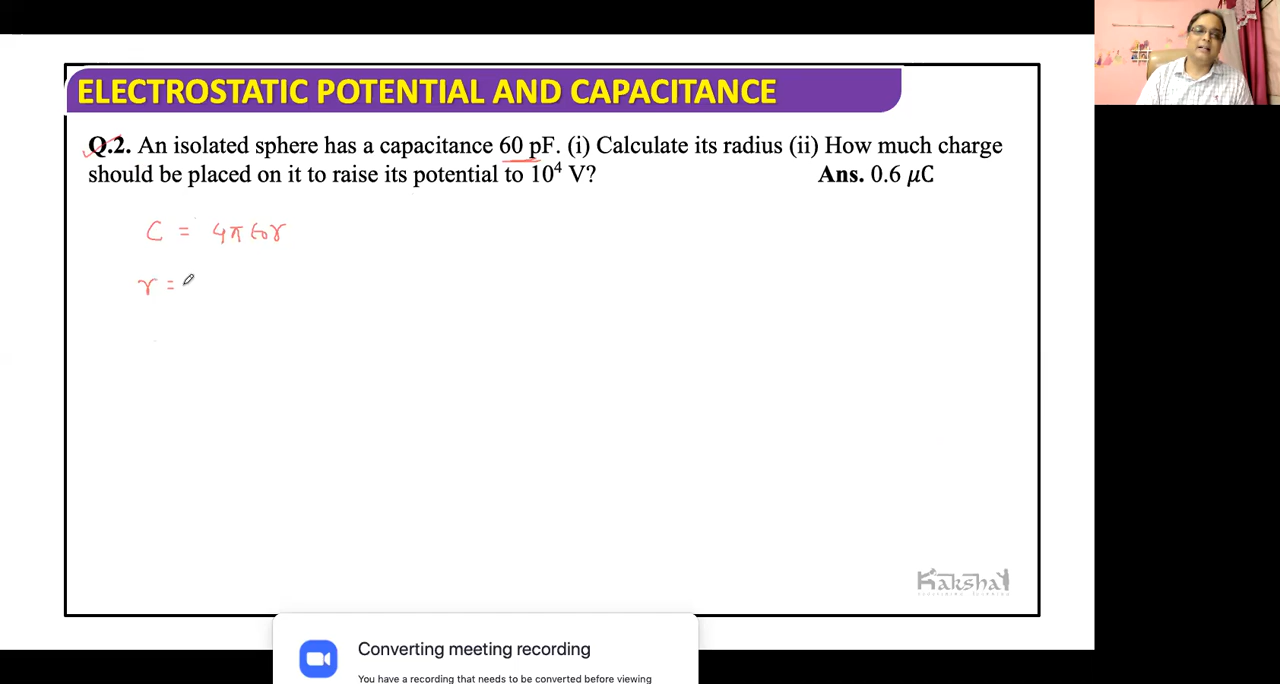 ELECTROSTATIC POTENTIAL AND CAPACITANCE
Q.2. An isolated sphere has a capacitance 60 pF. (i) Calculate its radius (ii) How much charge
should be placed on it to raise its potential to 10⁴ V? Ans. 0.6 μC
C = 4π ε₀r
r =
Kaksha
Converting meeting recording
You have a recording that needs to be converted before viewing